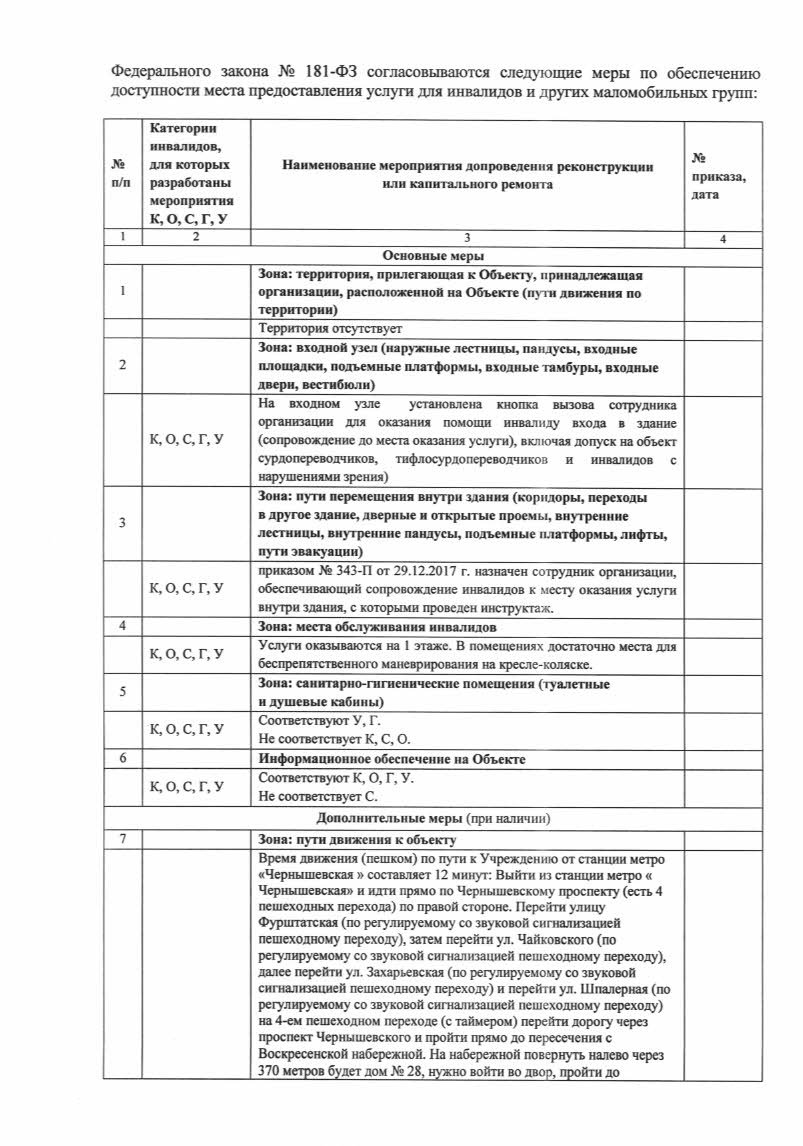 Федерального закона № 181-ФЗ согласовываются следующие меры по обеспечению
доступности места предоставления услуги для инвалидов и других маломобильных групп:
№
п/п
Категории
инвалидов,
для которых
разработаны
мероприятия
К, О, С, Г, У
Наименование мероприятия допроведения реконструкции
или капитального ремонта
№
приказа,
дата
1
2
3
4
Основные меры
1
Зона: территория, прилегающая к Объекту, принадлежащая
организации, расположенной на Объекте (пути движения по
территории)
Территория отсутствует
2
Зона: входной узел (наружные лестницы, пандусы, входные
площадки, подъемные платформы, входные тамбуры, входные
двери, вестибюли)
К, О, С, Г, У
На входном узле установлена кнопка вызова сотрудника
организации для оказания помощи инвалиду входа в здание
(сопровождение до места оказания услуги), включая допуск на объект
сурдопереводчиков, тифлосурдопереводчиков и инвалидов с
нарушениями зрения)
3
Зона: пути перемещения внутри здания (коридоры, переходы
в другое здание, дверные и открытые проемы, внутренние
лестницы, внутренние пандусы, подъемные платформы, лифты,
пути эвакуации)
К, О, С, Г, У
приказом № 343-П от 29.12.2017 г. назначен сотрудник организации,
обеспечивающий сопровождение инвалидов к месту оказания услуги
внутри здания, с которыми проведен инструктаж.
4
Зона: места обслуживания инвалидов
К, О, С, Г, У
Услуги оказываются на 1 этаже. В помещениях достаточно места для
беспрепятственного маневрирования на кресле-коляске.
5
Зона: санитарно-гигиенические помещения (туалетные
и душевые кабины)
К, О, С, Г, У
Соответствуют У, Г.
Не соответствует К, С, О.
6
Информационное обеспечение на Объекте
К, О, С, Г, У
Соответствуют К, О, Г, У.
Не соответствует С.
Дополнительные меры (при наличии)
7
Зона: пути движения к объекту
Время движения (пешком) по пути к Учреждению от станции метро
«Чернышевская » составляет 12 минут: Выйти из станции метро «
Чернышевская» и идти прямо по Чернышевскому проспекту (есть 4
пешеходных перехода) по правой стороне. Перейти улицу
Фурштатская (по регулируемому со звуковой сигнализацией
пешеходному переходу), затем перейти ул. Чайковского (по
регулируемому со звуковой сигнализацией пешеходному переходу),
далее перейти ул. Захарьевская (по регулируемому со звуковой
сигнализацией пешеходному переходу) и перейти ул. Шпалерная (по
регулируемому со звуковой сигнализацией пешеходному переходу)
на 4-ем пешеходном переходе (с таймером) перейти дорогу через
проспект Чернышевского и пройти прямо до пересечения с
Воскресенской набережной. На набережной повернуть налево через
370 метров будет дом № 28, нужно войти во двор, пройти до